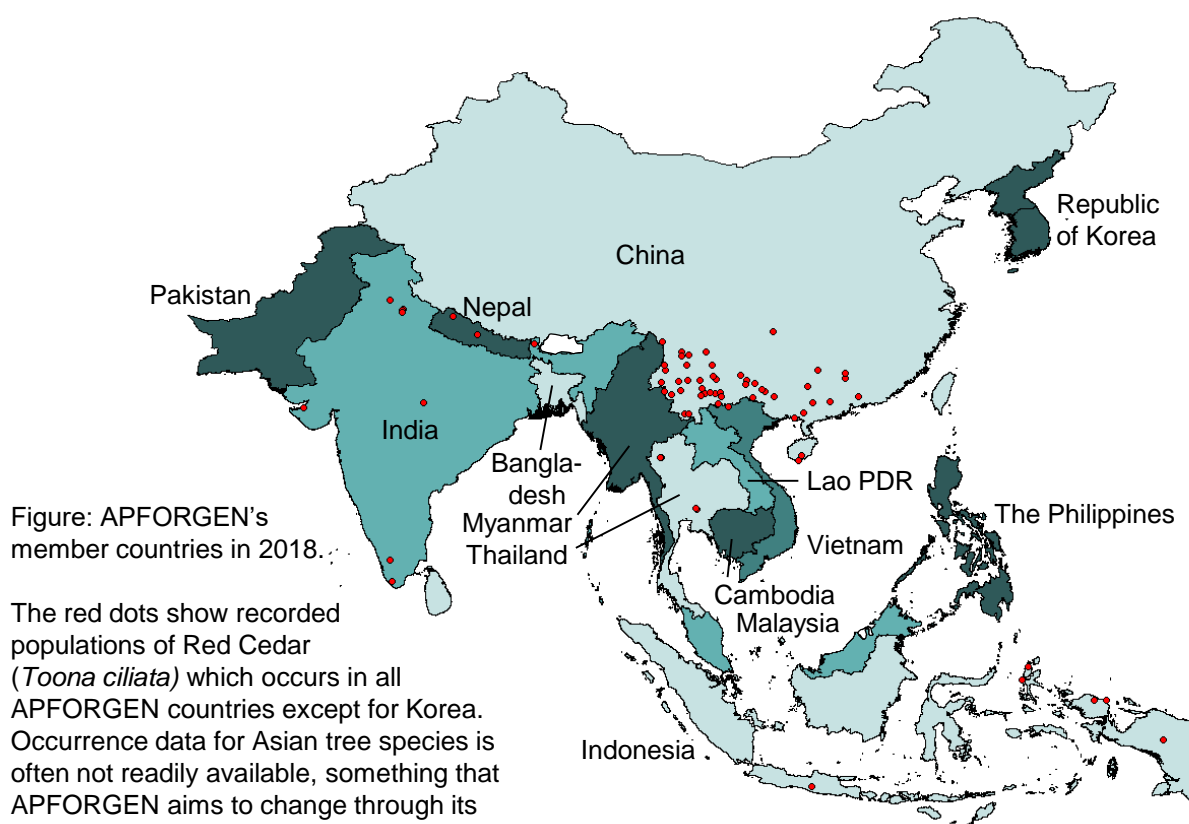 Republic
of Korea
China
Pakistan
Nepal
India
Bangla-
desh
Lao PDR
Myanmar
The Philippines
Thailand
Vietnam
Cambodia
Malaysia
Indonesia
Figure: APFORGEN's
member countries in 2018.
The red dots show recorded
populations of Red Cedar
(Toona ciliata) which occurs in all
APFORGEN countries except for Korea.
Occurrence data for Asian tree species is
often not readily available, something that
APFORGEN aims to change through its